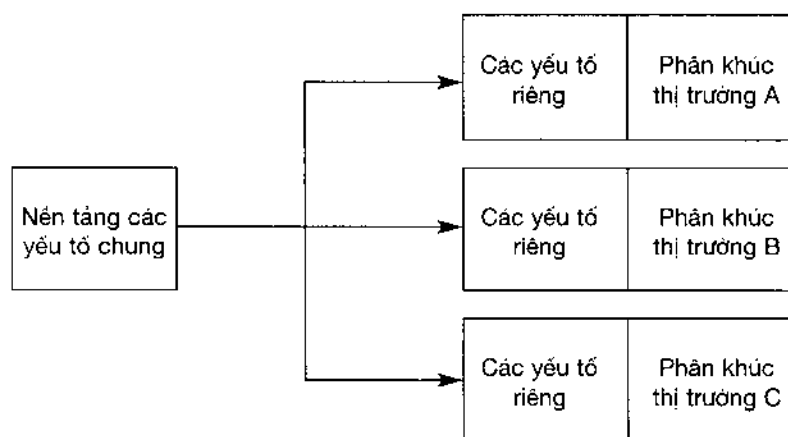 Các yếu tố
riêng
Phân khúc
thị trường A
Nền tảng các
yếu tố chung
Các yếu tố
riêng
Phân khúc
thị trường B
Các yếu tố
riêng
Phân khúc
thị trường C